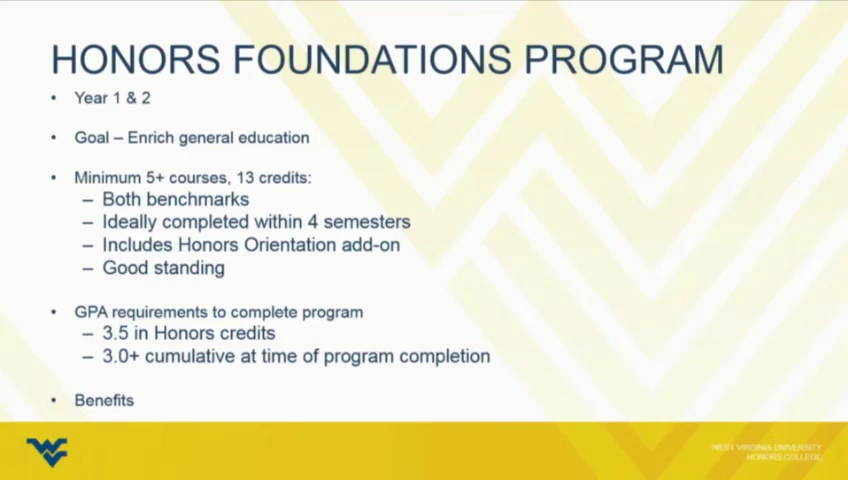 HONORS FOUNDATIONS PROGRAM
• Year 1 & 2
• Goal – Enrich general education
• Minimum 5+ courses, 13 credits:
– Both benchmarks
– Ideally completed within 4 semesters
– Includes Honors Orientation add-on
– Good standing
• GPA requirements to complete program
– 3.5 in Honors credits
– 3.0+ cumulative at time of program completion
• Benefits
WV
WEST VIRGINIA UNIVERSITY
HONORS COLLEGE